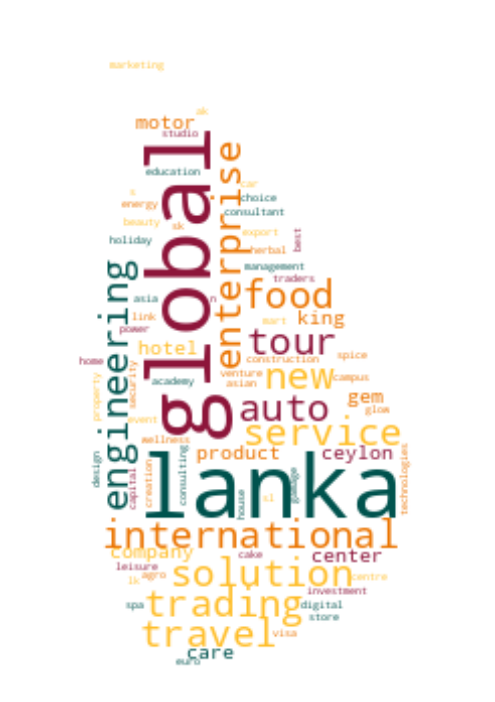 marketing
ak
motor
studio
global
enterprise
education
car
s
choice
energy
consultant
beauty
sk
export
best
holiday
herbal
engineering
management
traders
asia
n
food
link
mart
king
power
tour
hotel
construction
spice
home
venture
new
campus
academy
asian
property
security
gem
auto
glow
event
service
wellness
product
ceylon
technologies
design
capital
creation
consulting
lanka
house
sl
international
company
cake
center
leisure
solution
lk
agro
centre
investment
spa
trading
digital
store
travel
visa
care
euro